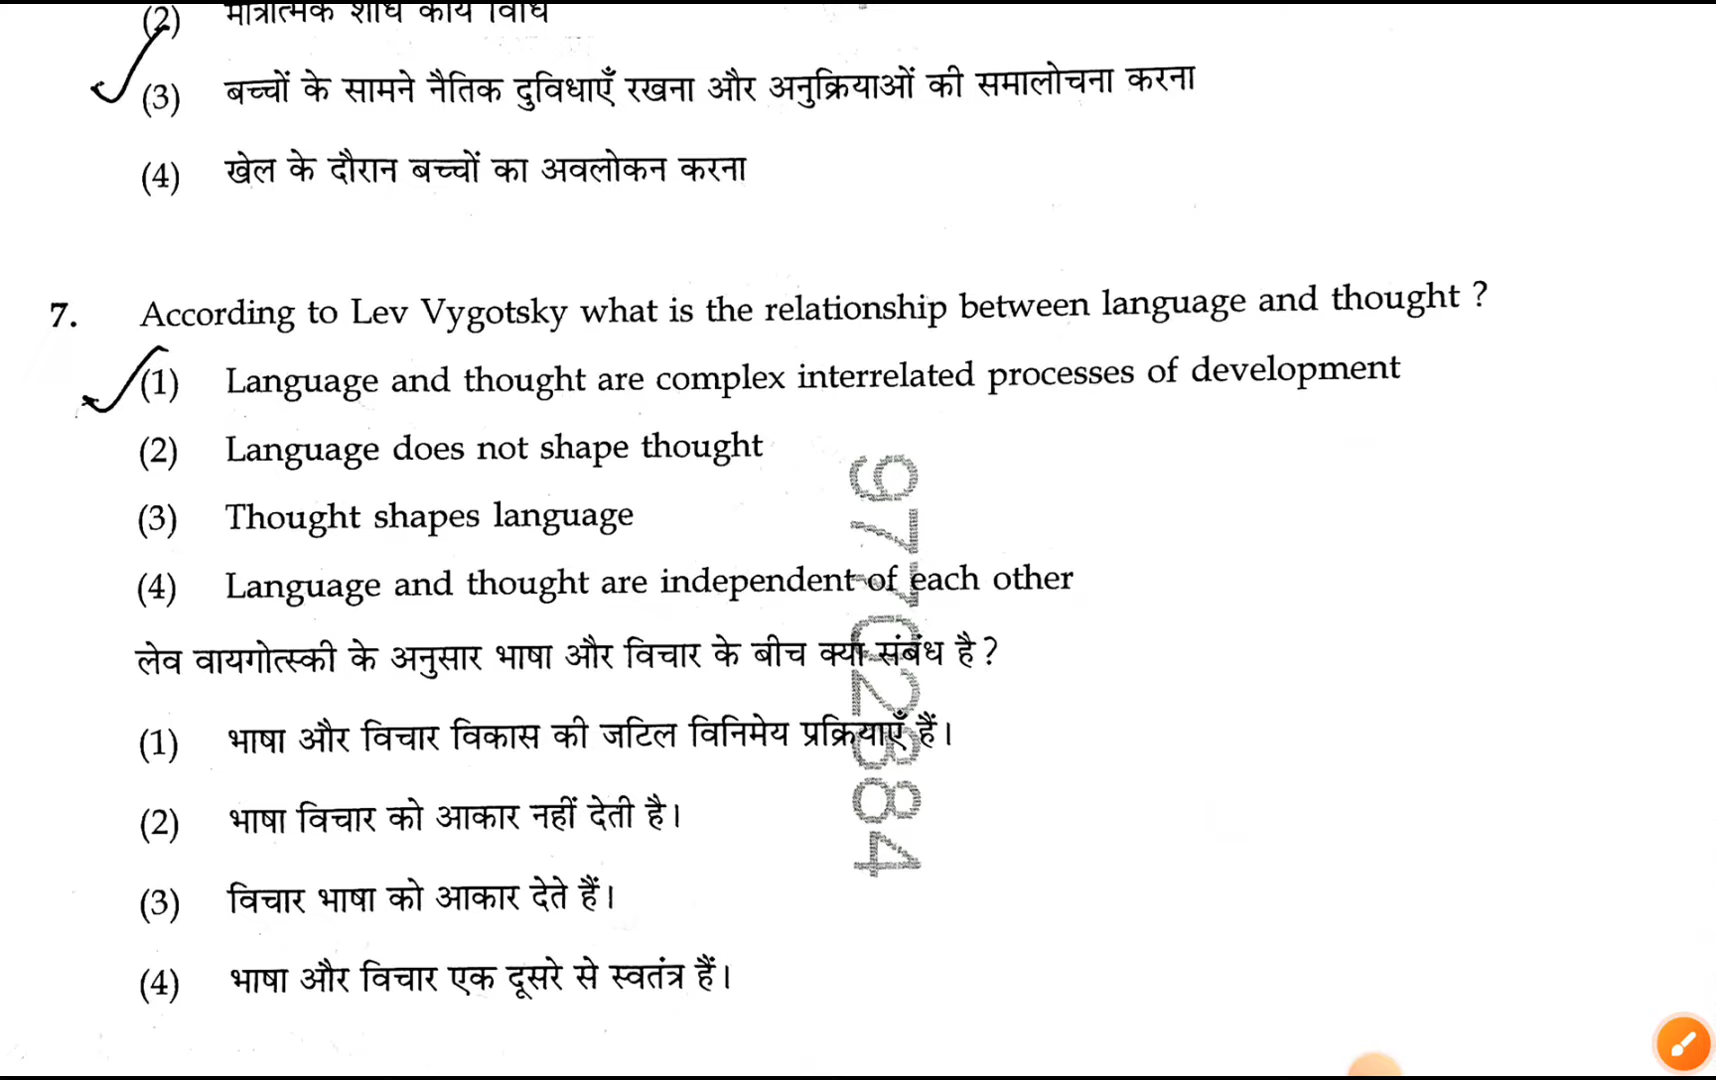 (2) मात्रात्मक शोध कार्य विधि
(3) बच्चों के सामने नैतिक दुविधाएँ रखना और अनुक्रियाओं की समालोचना करना
(4) खेल के दौरान बच्चों का अवलोकन करना
7. According to Lev Vygotsky what is the relationship between language and thought ?
(1) Language and thought are complex interrelated processes of development
(2) Language does not shape thought
(3) Thought shapes language
(4) Language and thought are independent of each other
लेव वायगोत्स्की के अनुसार भाषा और विचार के बीच क्या संबंध है ?
(1) भाषा और विचार विकास की जटिल विनिमेय प्रक्रियाएँ हैं।
(2) भाषा विचार को आकार नहीं देती है।
(3) विचार भाषा को आकार देते हैं।
(4) भाषा और विचार एक दूसरे से स्वतंत्र हैं।